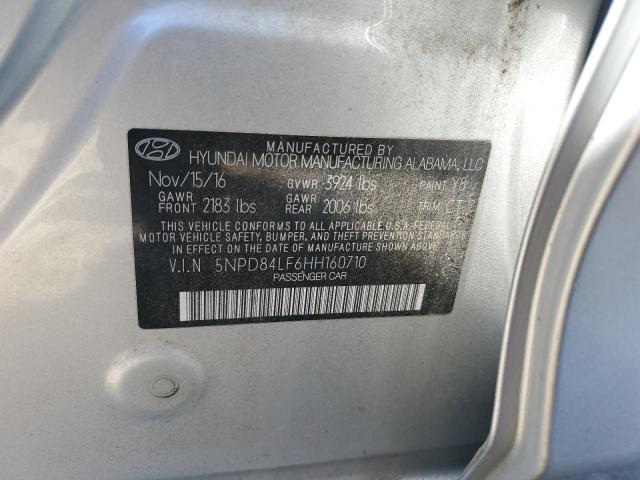 MANUFACTURED BY
HYUNDAI MOTOR MANUFACTURING ALABAMA, LLC
Nov/15/16 GVWR 3924 lbs PAINT
GAWR FRONT 2183 lbs GAWR REAR 2006 lbs TRIM
THIS VEHICLE CONFORMS TO ALL APPLICABLE U.S.A. FEDERAL
MOTOR VEHICLE SAFETY, BUMPER, AND THEFT PREVENTION STANDARDS
IN EFFECT ON THE DATE OF MANUFACTURE SHOWN ABOVE.
V.I.N 5NPD84LF6HH160710
PASSENGER CAR